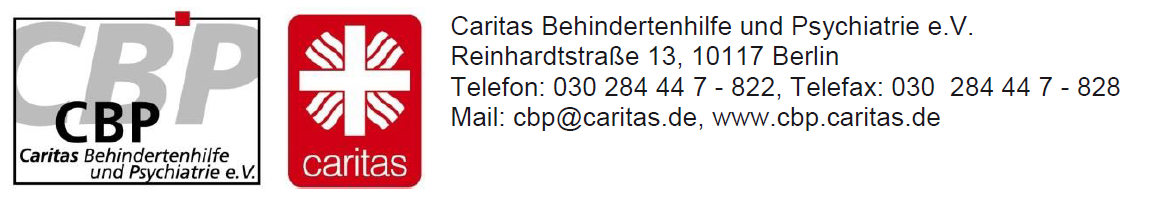 CBP
CBP
Caritas Behindertenhilfe
und Psychiatrie e.V.
caritas
Caritas Behindertenhilfe und Psychiatrie e.V.
Reinhardtstraße 13, 10117 Berlin
Telefon: 030 284 44 7 - 822, Telefax: 030  284 44 7 - 828
Mail: cbp@caritas.de, www.cbp.caritas.de